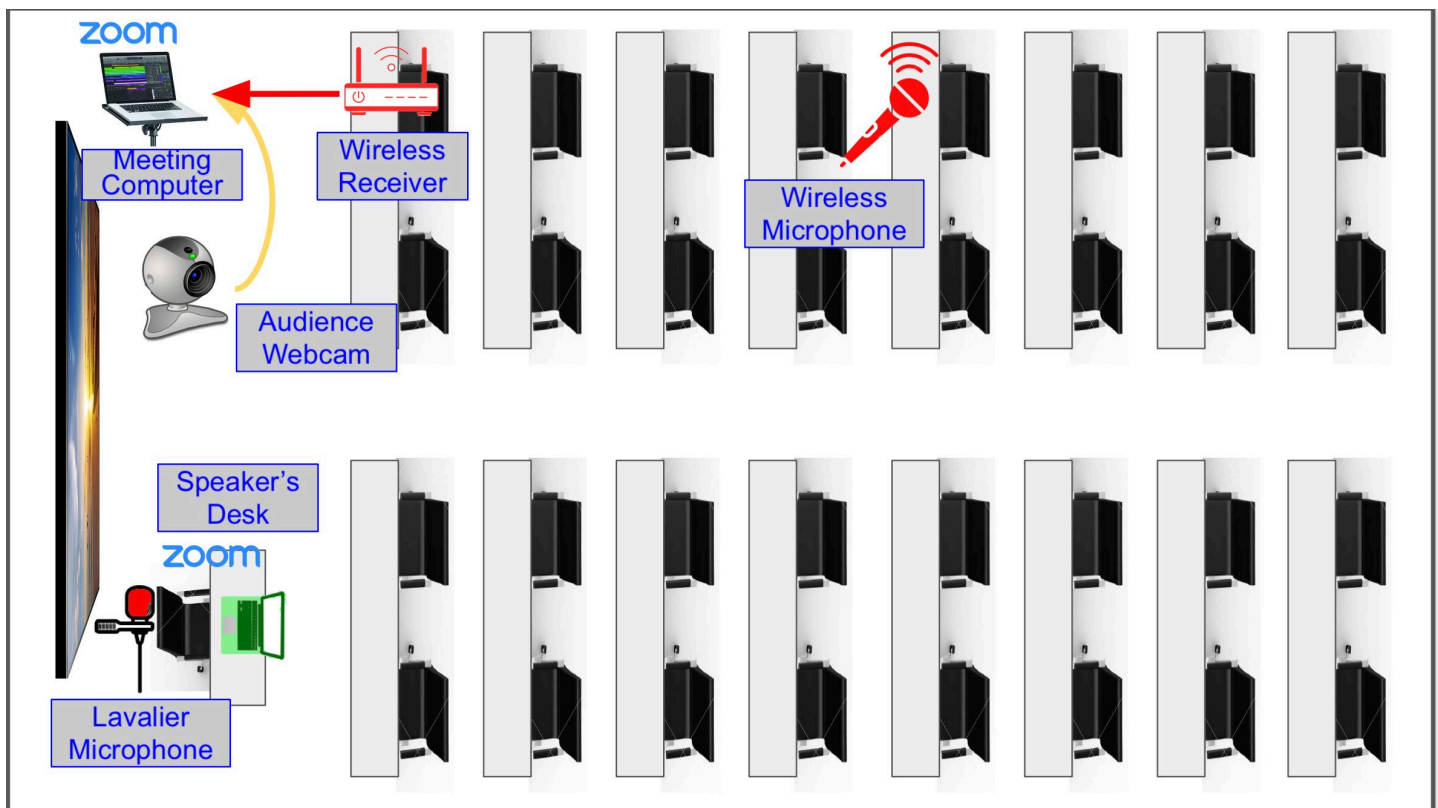 zoom
Meeting
Computer
Wireless
Receiver
Wireless
Microphone
Audience
Webcam
Speaker’s
Desk
zoom
Lavalier
Microphone